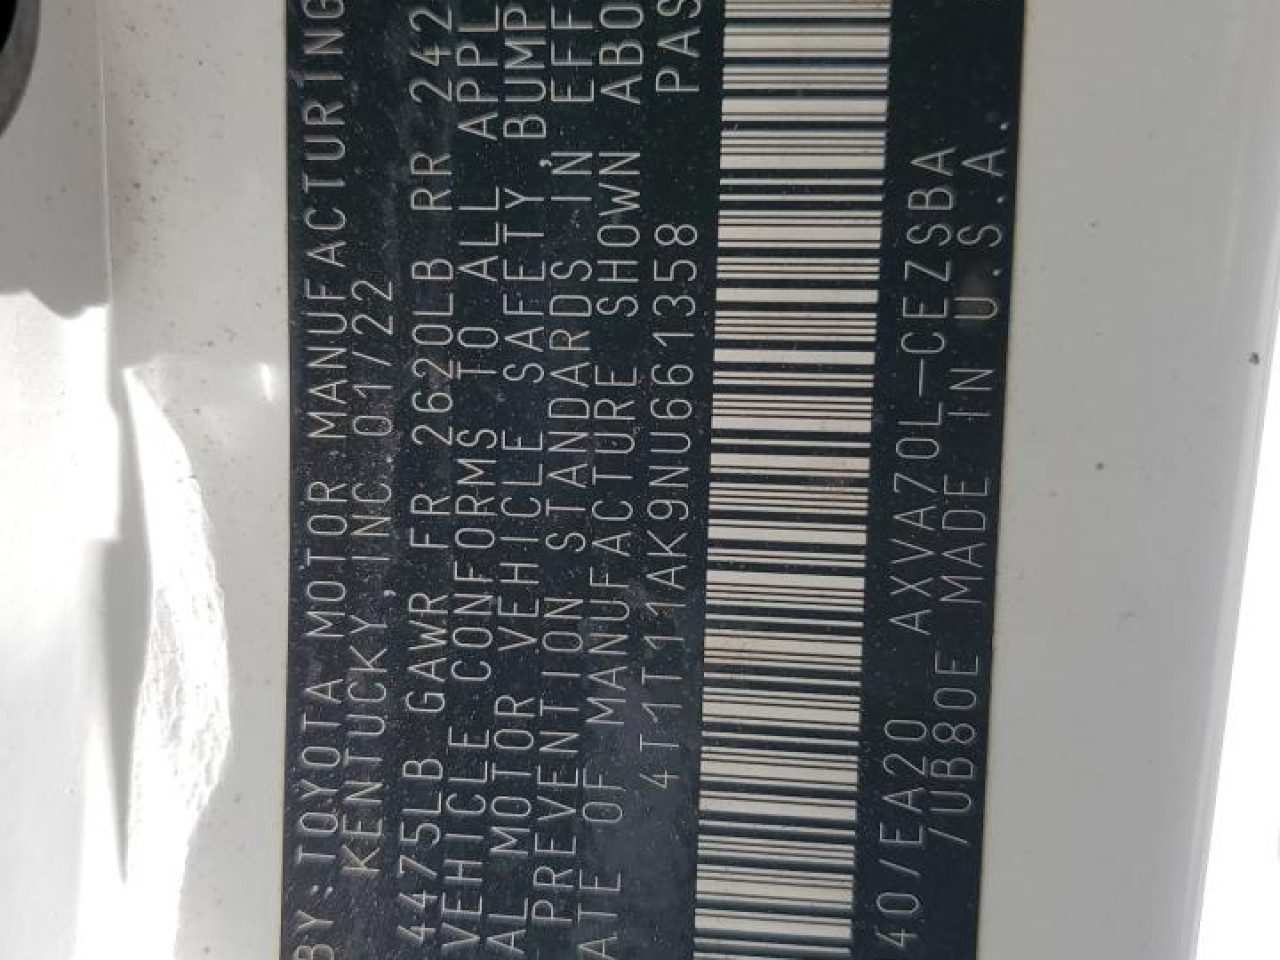 BY:TOYOTA MOTOR MANUFACTURING
KENTUCKY, INC. 01/22
4475LB GAWR FR 2620LB RR 242
VEHICLE CONFORMS TO ALL APPL
AL MOTOR VEHICLE SAFETY, BUMP
PREVENTION STANDARDS IN EFF
ATE OF MANUFACTURE SHOWN ABO
4T1T11AK9NU661358 PAS
40/EA20 AXVA70L-CEZSBA
/UB80E MADE IN U.S.A.